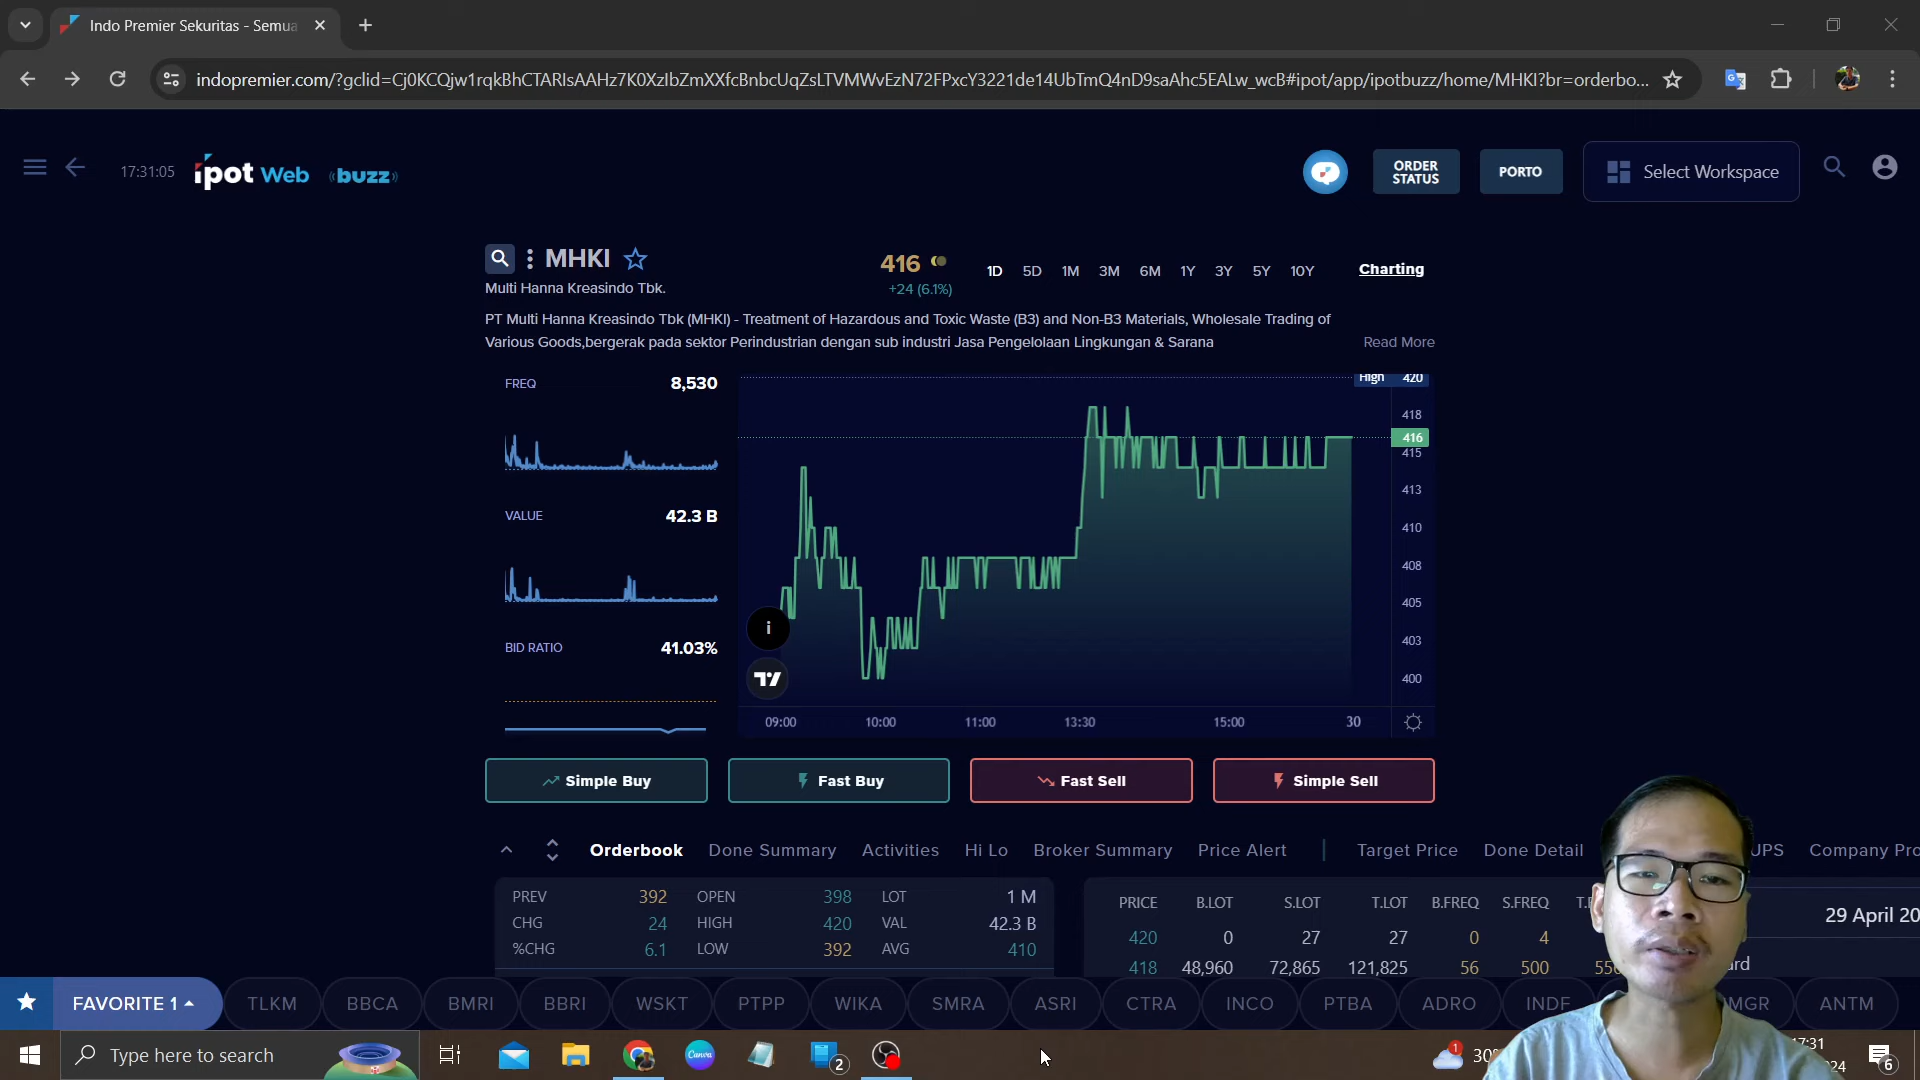 Indo Premier Sekuritas - Semua
indopremier.com/?gclid=Cj0KCQjw1rqkBhCTARIsAAHz7K0XzIbZmXXfcBnbcUqZsLTVMWvEzN72FPxcY3221de14UbTmQ4nD9saAhc5EALw_wcB#ipot/app/ipotbuzz/home/MHKI?br=orderbo...
17:31:05
ipot Web buzz
ORDER STATUS
PORTO
Select Workspace
MHKI
416
+24 (6.1%)
1D 5D 1M 3M 6M 1Y 3Y 5Y 10Y
Charting
Multi Hanna Kreasindo Tbk.
PT Multi Hanna Kreasindo Tbk (MHKI) - Treatment of Hazardous and Toxic Waste (B3) and Non-B3 Materials, Wholesale Trading of
Various Goods,bergerak pada sektor Perindustrian dengan sub industri Jasa Pengelolaan Lingkungan & Sarana
Read More
FREQ 8,530
VALUE 42.3 B
BID RATIO 41.03%
High 420
418
416
415
413
410
408
405
403
400
09:00 10:00 11:00 13:30 15:00 30
Simple Buy
Fast Buy
Fast Sell
Simple Sell
Orderbook Done Summary Activities Hi Lo Broker Summary Price Alert Target Price Done Detail UPS Company Pro
PREV 392 OPEN 398 LOT 1 M
CHG 24 HIGH 420 VAL 42.3 B
%CHG 6.1 LOW 392 AVG 410
PRICE B.LOT S.LOT T.LOT B.FREQ S.FREQ
420 0 27 27 0 4
418 48,960 72,865 121,825 56 500
29 April 20
ard
FAVORITE 1 TLKM BBCA BMRI BBRI WSKT PTPP WIKA SMRA ASRI CTRA INCO PTBA ADRO INDF ANTM
Type here to search
Canva
2
17:31
6